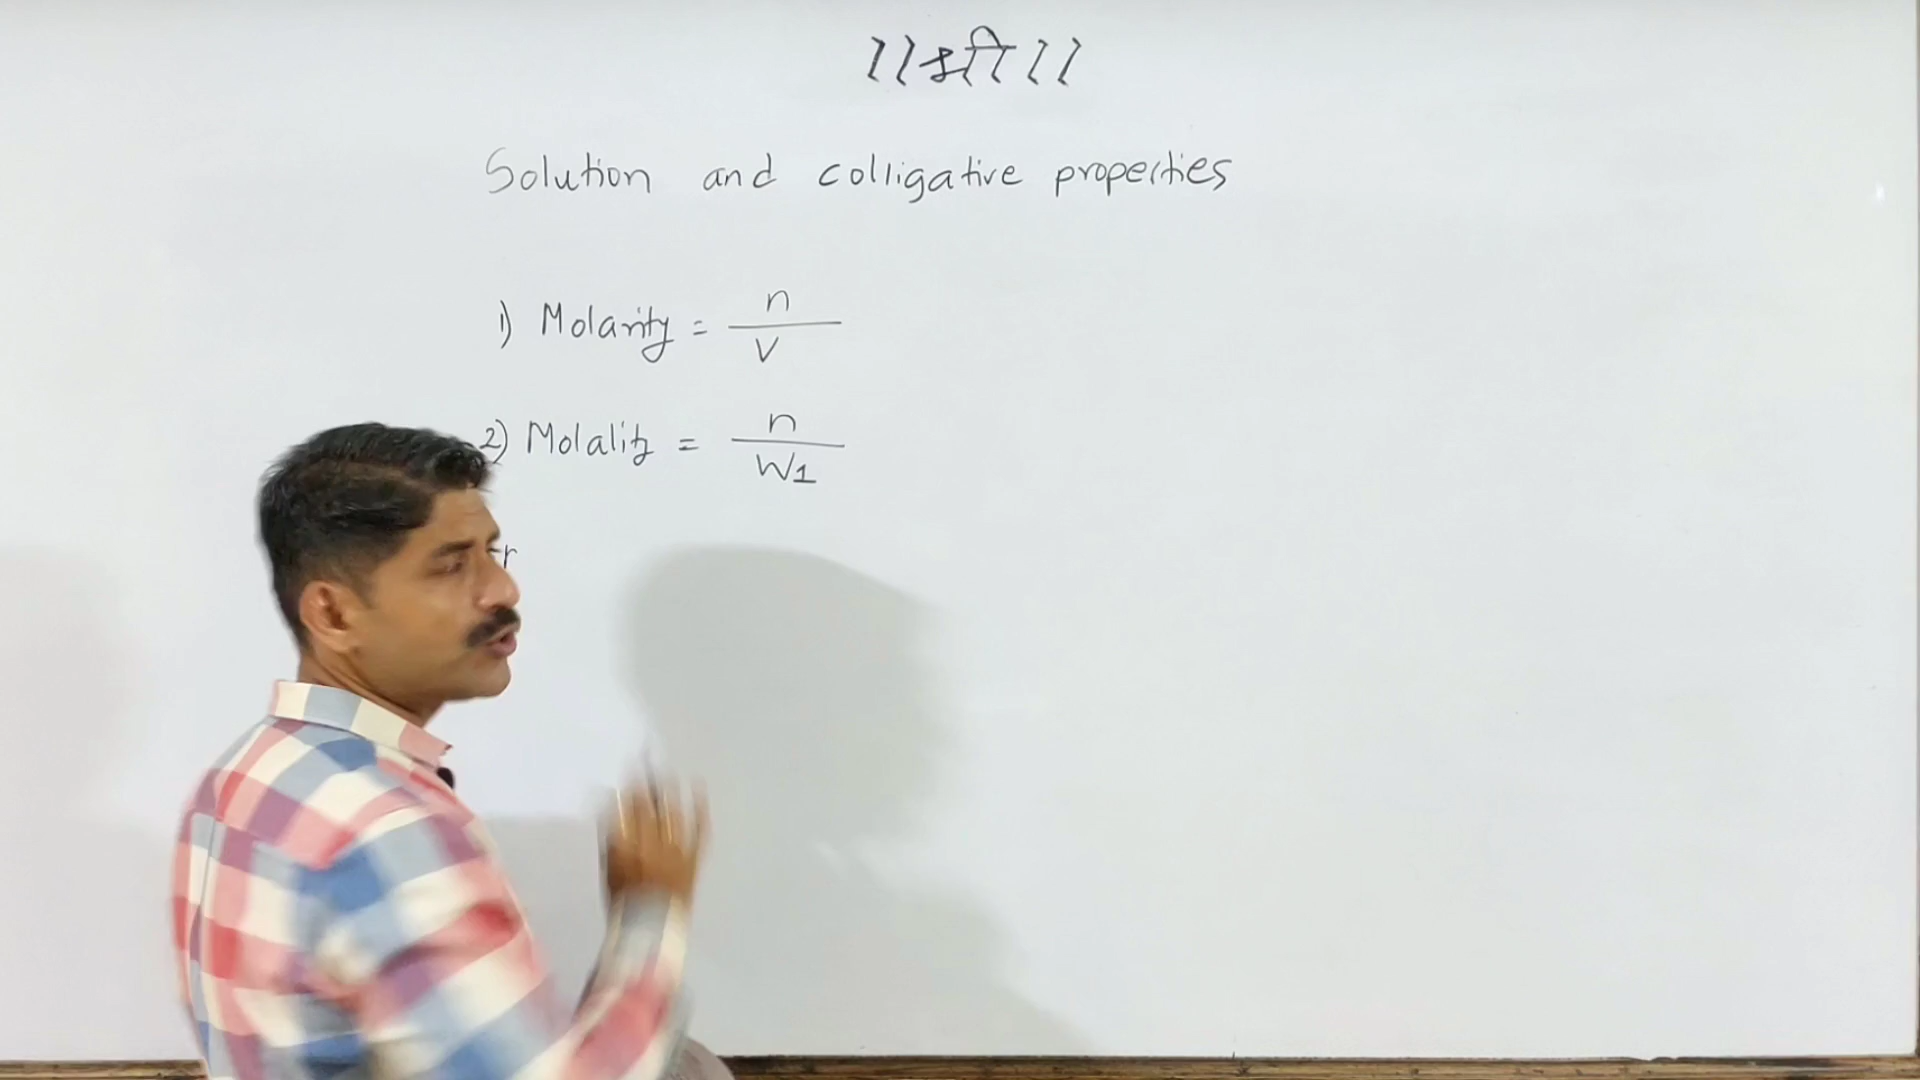 ।।श्री।।
Solution and colligative properties
1) Molarity = n / V
2) Molality = n / W1
r